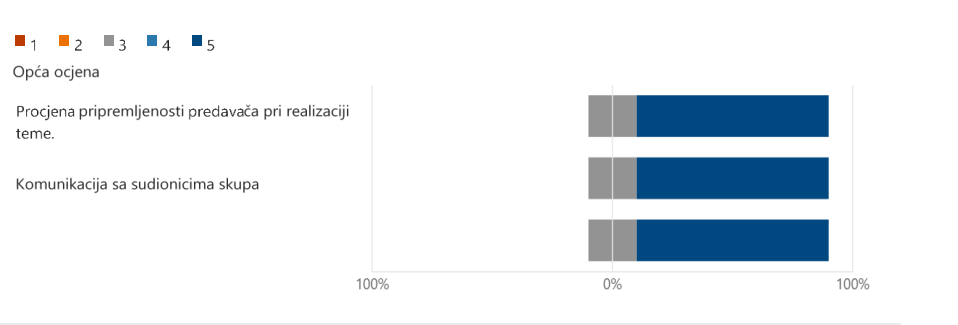 1 2 3 4 5
Opća ocjena
Procjena pripremljenosti predavača pri realizaciji
teme.
Komunikacija sa sudionicima skupa
100% 0% 100%